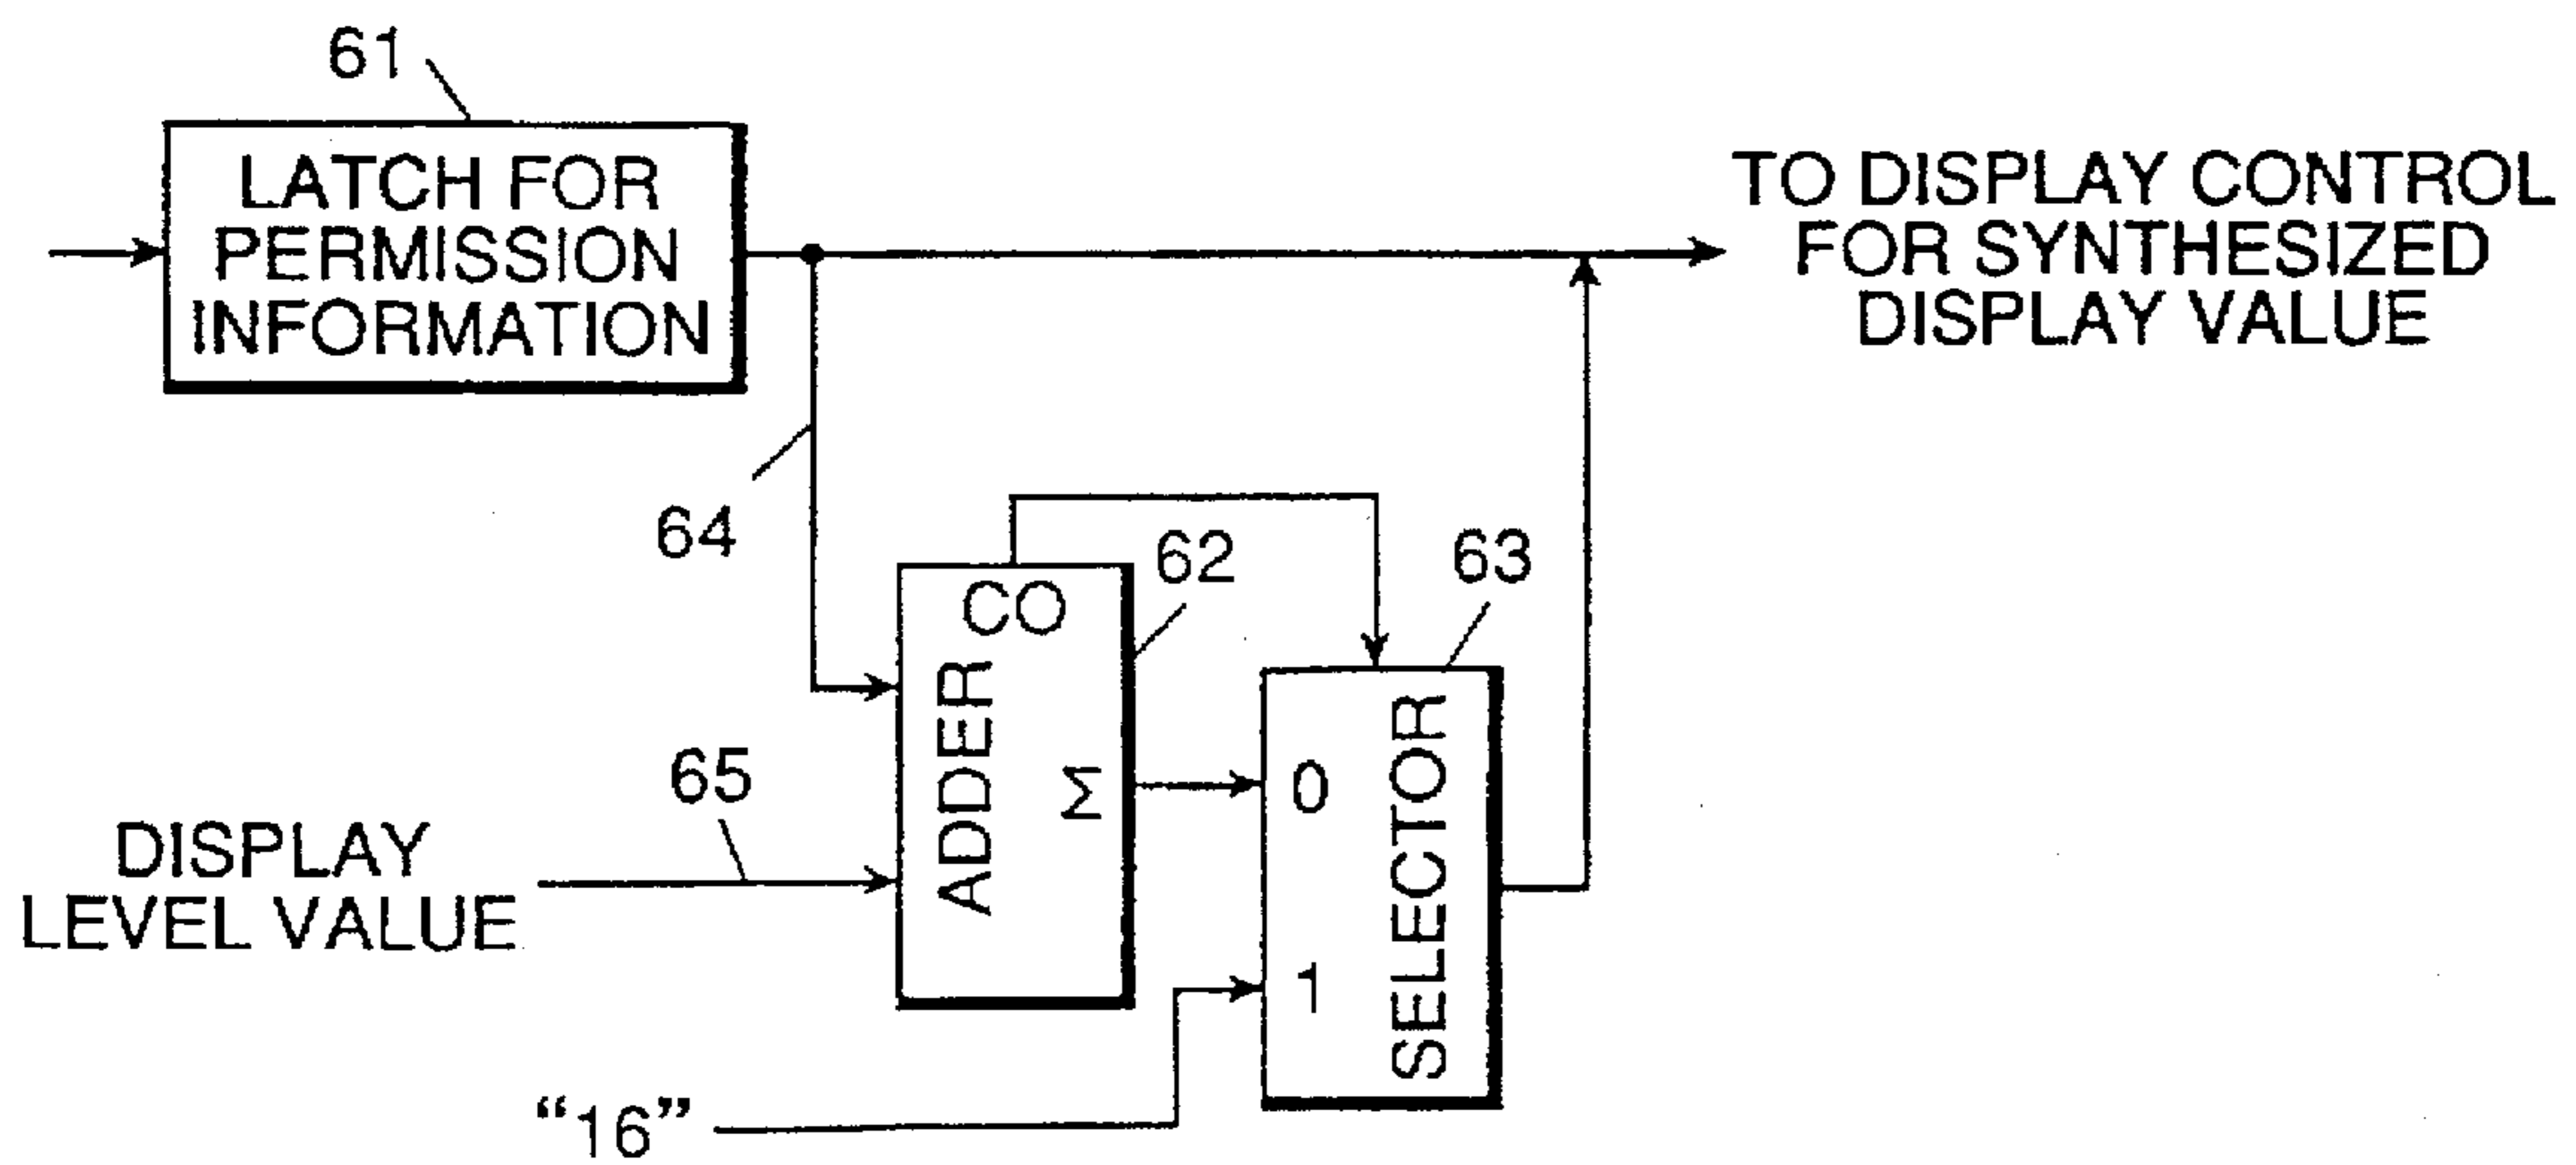 61
LATCH FOR
PERMISSION
INFORMATION
TO DISPLAY CONTROL
FOR SYNTHESIZED
DISPLAY VALUE
64
62
63
CO
ADDER
Σ
0
1
SELECTOR
65
DISPLAY
LEVEL VALUE
“16”